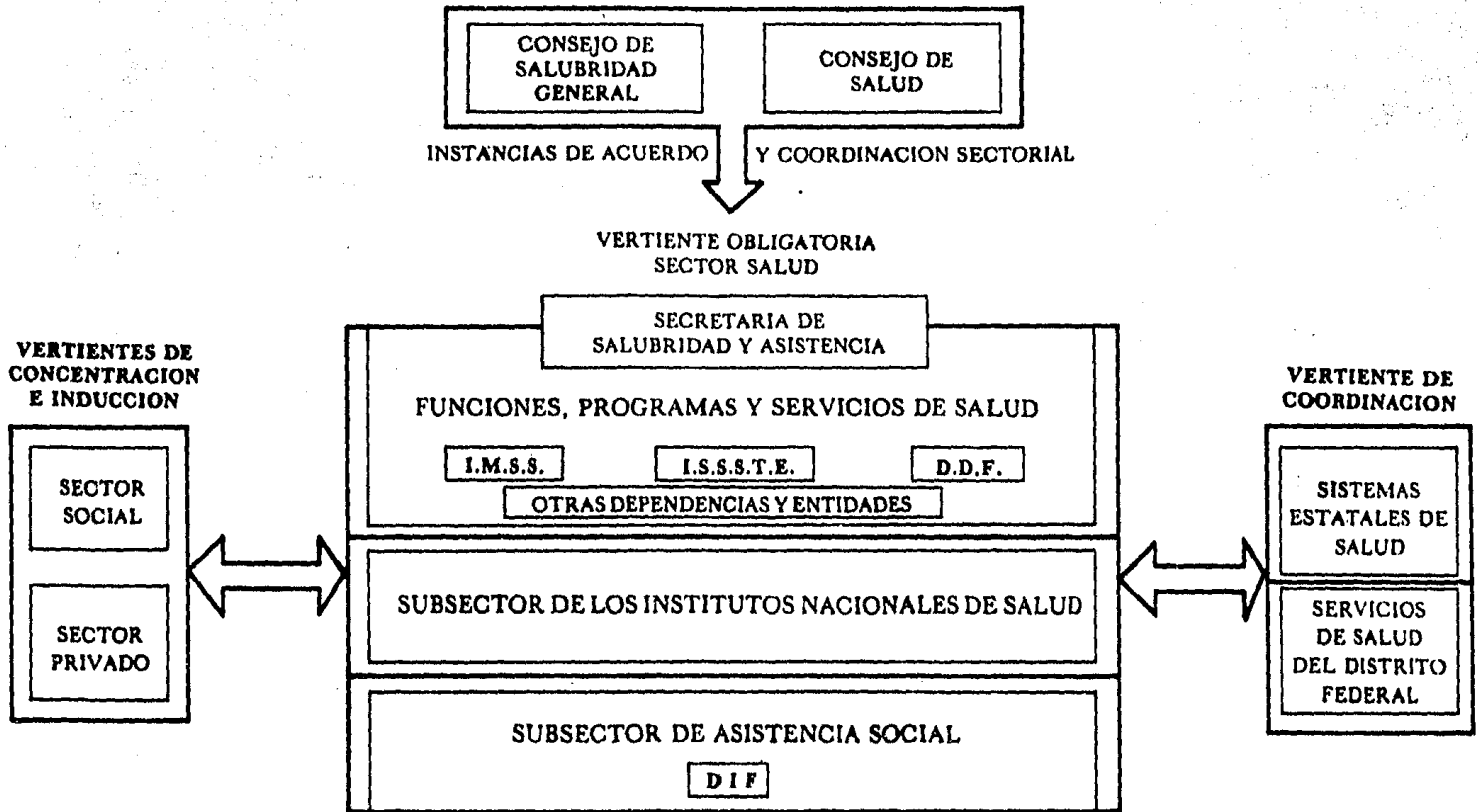 CONSEJO DE
SALUBRIDAD
GENERAL
CONSEJO DE
SALUD
INSTANCIAS DE ACUERDO Y COORDINACION SECTORIAL
VERTIENTE OBLIGATORIA
SECTOR SALUD
SECRETARIA DE
SALUBRIDAD Y ASISTENCIA
VERTIENTES DE
CONCENTRACION
E INDUCCION
SECTOR
SOCIAL
SECTOR
PRIVADO
FUNCIONES, PROGRAMAS Y SERVICIOS DE SALUD
I.M.S.S.
I.S.S.S.T.E.
D.D.F.
OTRAS DEPENDENCIAS Y ENTIDADES
SUBSECTOR DE LOS INSTITUTOS NACIONALES DE SALUD
SUBSECTOR DE ASISTENCIA SOCIAL
D I F
VERTIENTE DE
COORDINACION
SISTEMAS
ESTATALES DE
SALUD
SERVICIOS
DE SALUD
DEL DISTRITO
FEDERAL